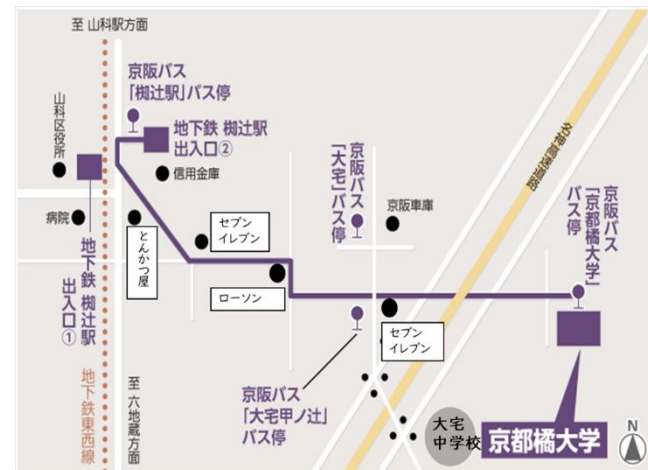 至 山科駅方面
京阪バス
「椥辻駅」バス停
地下鉄 椥辻駅
出入口②
山科区役所
信用金庫
病院
とんかつ屋
セブン
イレブン
ローソン
地下鉄 椥辻駅
出入口①
地下鉄東西線
至 六地蔵方面
京阪バス
「大宅」バス停
京阪車庫
名神高速道路
京阪バス
「京都橘大学」
バス停
セブン
イレブン
京阪バス
「大宅甲ノ辻」
バス停
大宅
中学校
京都橘大学
N